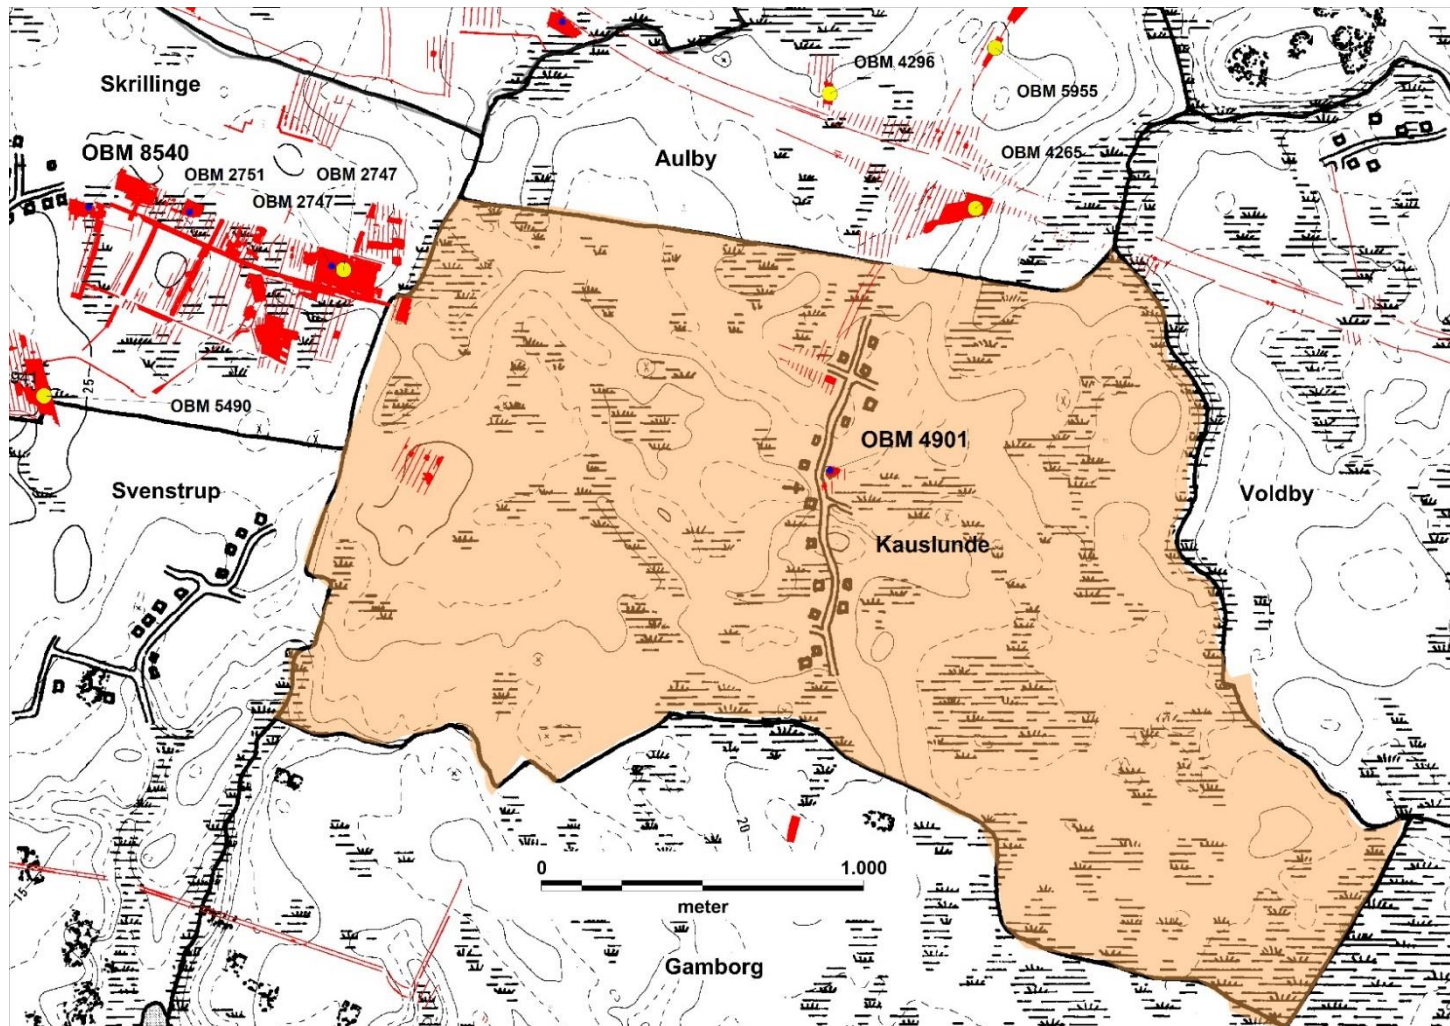 Skrillinge
OBM 4296
OBM 5955
OBM 8540
OBM 2751
OBM 2747
Aulby
OBM 4265
OBM 2747
25
OBM 5490
OBM 4901
Svenstrup
Voldby
Kauslunde
20
0
1.000
meter
15
Gamborg